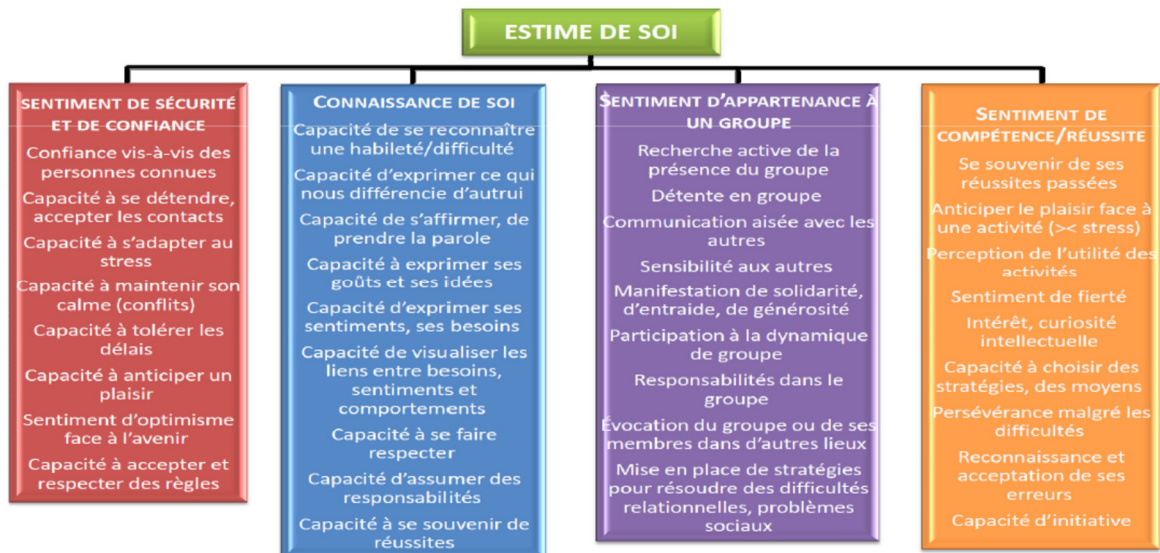 ESTIME DE SOI
SENTIMENT DE SÉCURITÉ
ET DE CONFIANCE
Confiance vis-à-vis des
personnes connues
Capacité à se détendre,
accepter les contacts
Capacité à s'adapter au
stress
Capacité à maintenir son
calme (conflits)
Capacité à tolérer les
délais
Capacité à anticiper un
plaisir
Sentiment d'optimisme
face à l'avenir
Capacité à accepter et
respecter des règles
CONNAISSANCE DE SOI
Capacité de se reconnaître
une habileté/difficulté
Capacité d'exprimer ce qui
nous différencie d'autrui
Capacité de s'affirmer, de
prendre la parole
Capacité à exprimer ses
goûts et ses idées
Capacité d'exprimer ses
sentiments, ses besoins
Capacité de visualiser les
liens entre besoins,
sentiments et
comportements
Capacité à se faire
respecter
Capacité d'assumer des
responsabilités
Capacité à se souvenir de
réussites
SENTIMENT D'APPARTENANCE À
UN GROUPE
Recherche active de la
présence du groupe
Détente en groupe
Communication aisée avec les
autres
Sensibilité aux autres
Manifestation de solidarité,
d'entraide, de générosité
Participation à la dynamique
de groupe
Responsabilités dans le
groupe
Évocation du groupe ou de ses
membres dans d'autres lieux
Mise en place de stratégies
pour résoudre des difficultés
relationnelles, problèmes
sociaux
SENTIMENT DE
COMPÉTENCE/RÉUSSITE
Se souvenir de ses
réussites passées
Anticiper le plaisir face à
une activité (>< stress)
Perception de l'utilité des
activités
Sentiment de fierté
Intérêt, curiosité
intellectuelle
Capacité à choisir des
stratégies, des moyens
Persévérance malgré les
difficultés
Reconnaissance et
acceptation de ses
erreurs
Capacité d'initiative